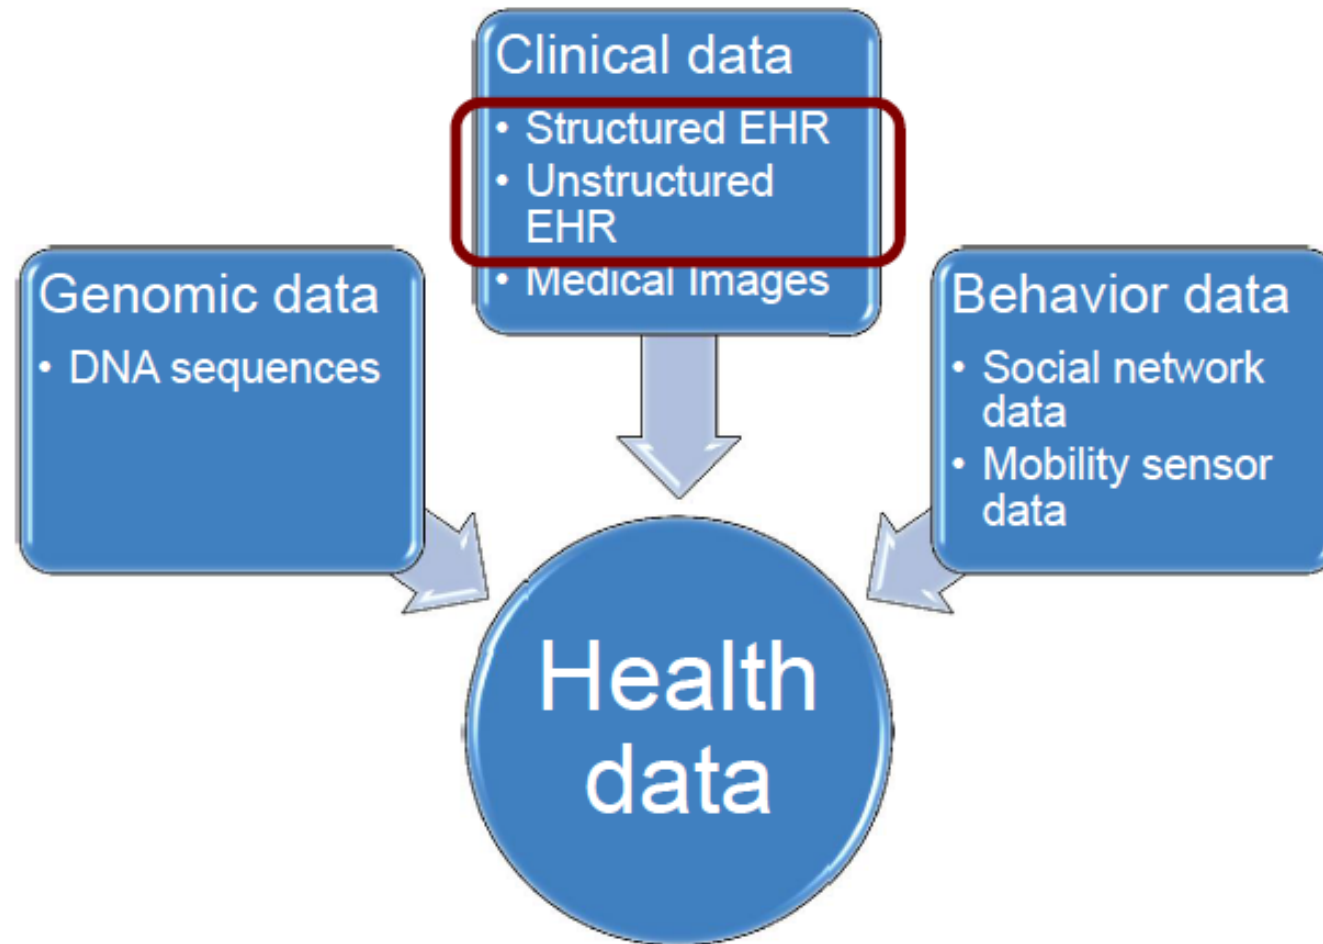 Clinical data
• Structured EHR
• Unstructured
EHR
• Medical Images
Genomic data
• DNA sequences
Behavior data
• Social network
data
• Mobility sensor
data
Health
data